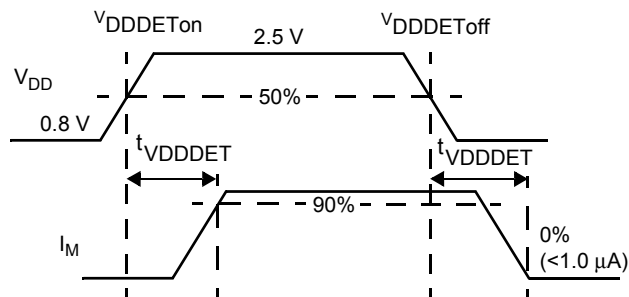 VDDDETon
VDDDEToff
2.5 V
VDD
50%
0.8 V
tVDDDET
tVDDDET
90%
IM
0%
(<1.0 µA)